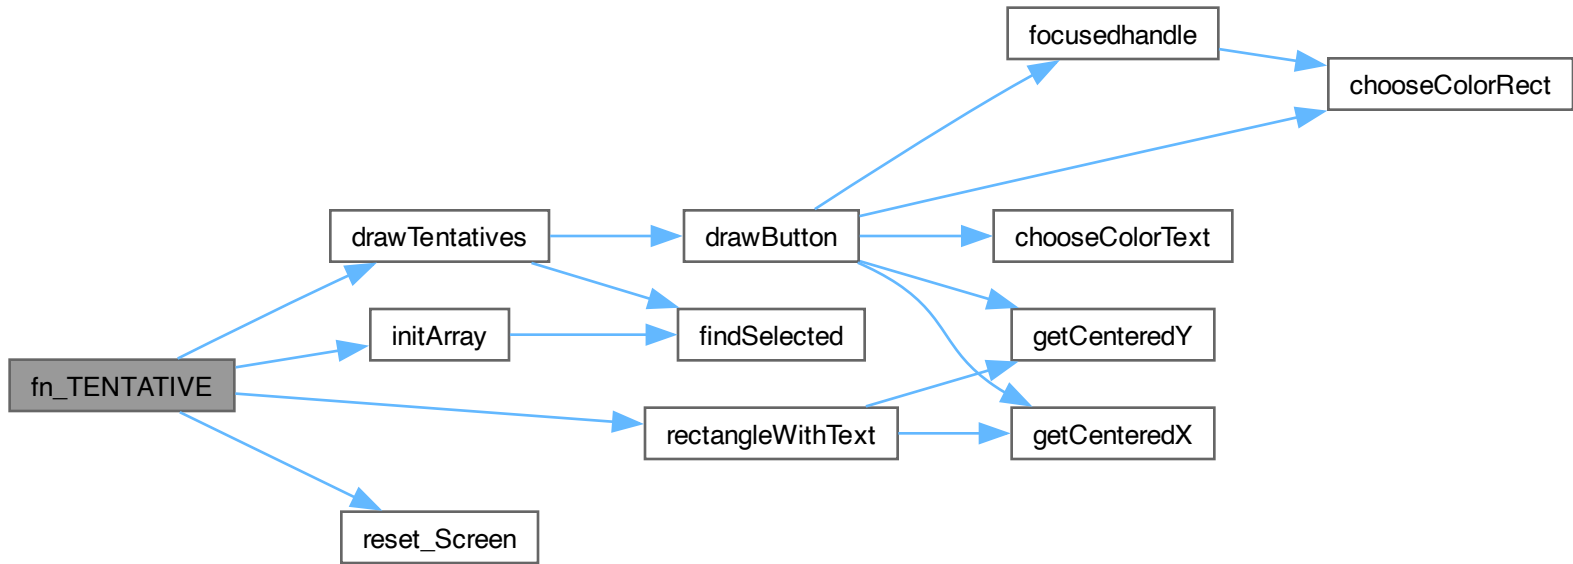 focusedhandle
chooseColorRect
drawTentatives
drawButton
chooseColorText
initArray
findSelected
getCenteredY
fn_TENTATIVE
rectangleWithText
getCenteredX
reset_Screen